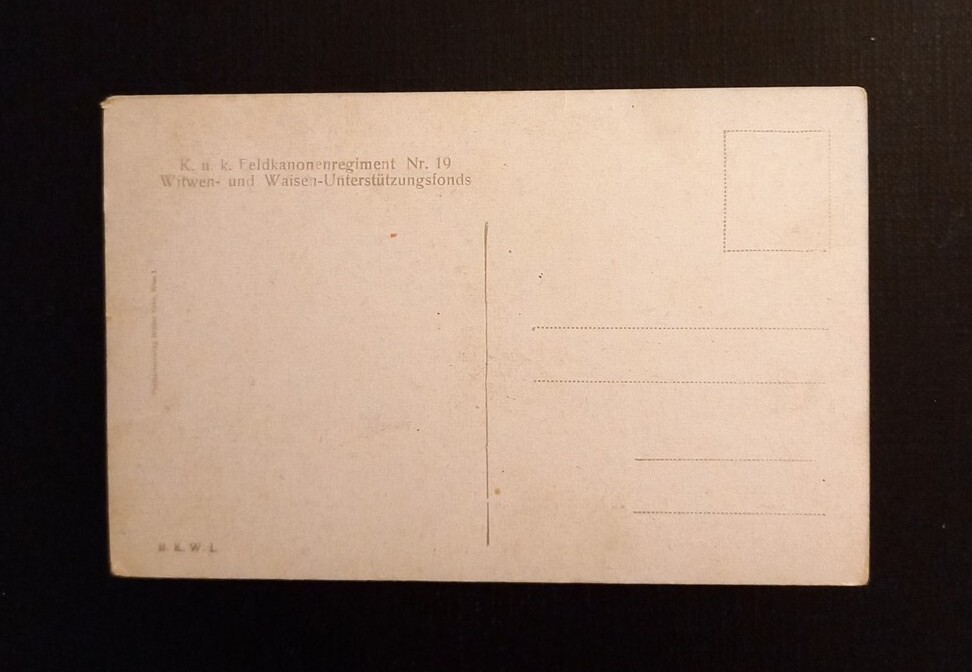 K. u. k. Feldkanonenregiment Nr. 19
Witwen- und Waisen-Unterstützungsfonds
B. K. W. I.